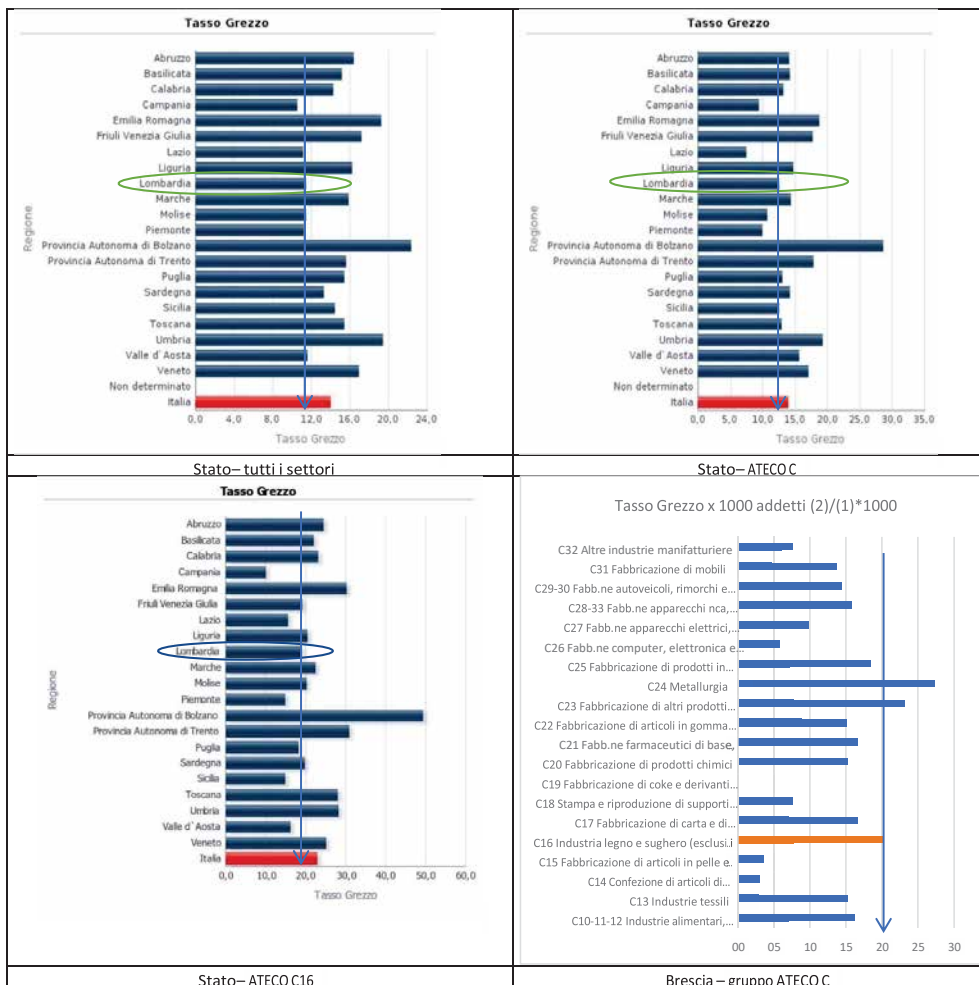 Tasso Grezzo
Regione
Abruzzo
Basilicata
Calabria
Campania
Emilia Romagna
Friuli Venezia Giulia
Lazio
Liguria
Lombardia
Marche
Molise
Piemonte
Provincia Autonoma di Bolzano
Provincia Autonoma di Trento
Puglia
Sardegna
Sicilia
Toscana
Umbria
Valle d`Aosta
Veneto
Non determinato
Italia
0,0 4,0 8,0 12,0 16,0 20,0 24,0
Tasso Grezzo
Stato– tutti i settori
Tasso Grezzo
Regione
Abruzzo
Basilicata
Calabria
Campania
Emilia Romagna
Friuli Venezia Giulia
Lazio
Liguria
Lombardia
Marche
Molise
Piemonte
Provincia Autonoma di Bolzano
Provincia Autonoma di Trento
Puglia
Sardegna
Sicilia
Toscana
Umbria
Valle d`Aosta
Veneto
Non determinato
Italia
0,0 5,0 10,0 15,0 20,0 25,0 30,0 35,0
Tasso Grezzo
Stato– ATECO C
Tasso Grezzo
Regione
Abruzzo
Basilicata
Calabria
Campania
Emilia Romagna
Friuli Venezia Giulia
Lazio
Liguria
Lombardia
Marche
Molise
Piemonte
Provincia Autonoma di Bolzano
Provincia Autonoma di Trento
Puglia
Sardegna
Sicilia
Toscana
Umbria
Valle d`Aosta
Veneto
Italia
0,0 10,0 20,0 30,0 40,0 50,0 60,0
Tasso Grezzo
Stato– ATECO C16
Tasso Grezzo x 1000 addetti (2)/(1)*1000
C32 Altre industrie manifatturiere
C31 Fabbricazione di mobili
C29-30 Fabb.ne autoveicoli, rimorchi e…
C28-33 Fabb.ne apparecchi nca,…
C27 Fabb.ne apparecchi elettrici,…
C26 Fabb.ne computer, elettronica e…
C25 Fabbricazione di prodotti in…
C24 Metallurgia
C23 Fabbricazione di altri prodotti…
C22 Fabbricazione di articoli in gomma…
C21 Fabb.ne farmaceutici di base,
C20 Fabbricazione di prodotti chimici
C19 Fabbricazione di coke e derivanti…
C18 Stampa e riproduzione di supporti…
C17 Fabbricazione di carta e di…
C16 Industria legno e sughero (esclusi.i
C15 Fabbricazione di articoli in pelle e..
C14 Confezione di articoli di…
C13 Industrie tessili
C10-11-12 Industrie alimentari,…
00 05 10 15 20 25 30
Brescia – gruppo ATECO C